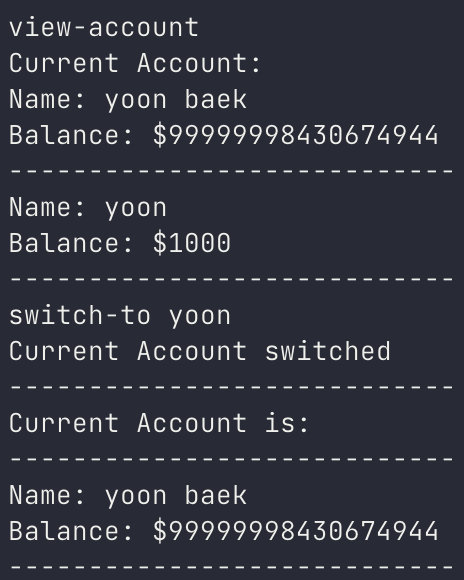 view-account
Current Account:
Name: yoon baek
Balance: $99999998430674944
----------------------------
Name: yoon
Balance: $1000
----------------------------
switch-to yoon
Current Account switched
----------------------------
Current Account is:
----------------------------
Name: yoon baek
Balance: $99999998430674944
----------------------------